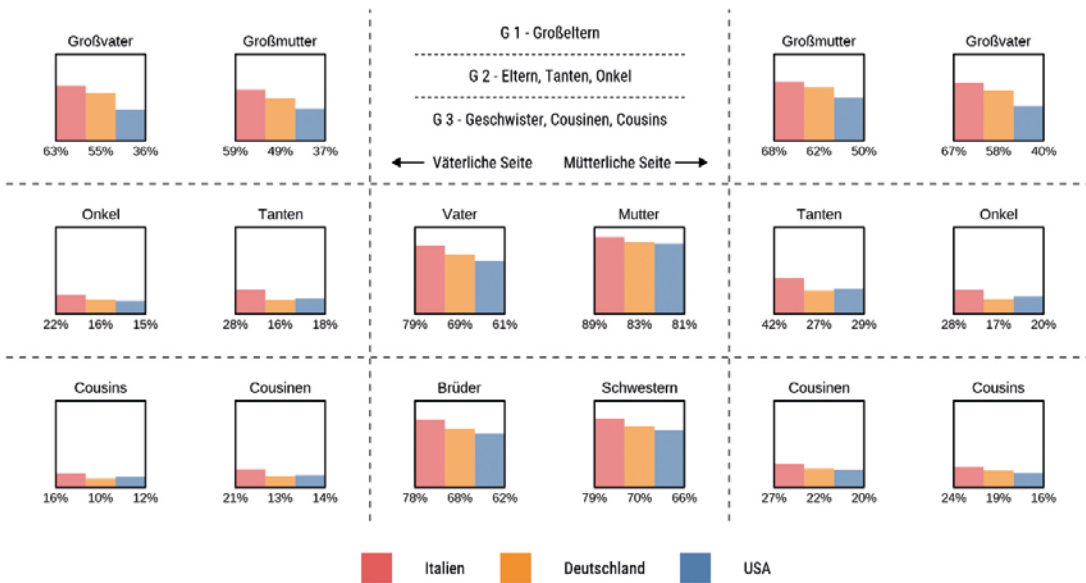 Großvater
Großmutter
G 1 - Großeltern
G 2 - Eltern, Tanten, Onkel
G 3 - Geschwister, Cousinen, Cousins
Väterliche Seite
Mütterliche Seite
Großmutter
Großvater
63% 55% 36%
59% 49% 37%
68% 62% 50%
67% 58% 40%
Onkel
Tanten
Vater
Mutter
Tanten
Onkel
22% 16% 15%
28% 16% 18%
79% 69% 61%
89% 83% 81%
42% 27% 29%
28% 17% 20%
Cousins
Cousinen
Brüder
Schwestern
Cousinen
Cousins
16% 10% 12%
21% 13% 14%
78% 68% 62%
79% 70% 66%
27% 22% 20%
24% 19% 16%
Italien
Deutschland
USA